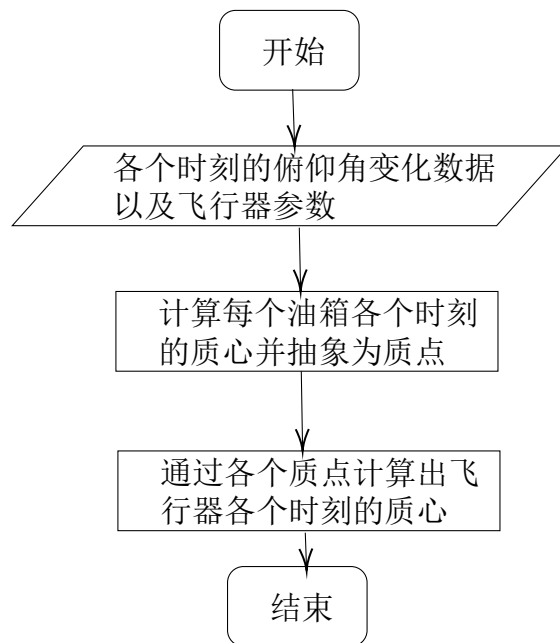 开始
各个时刻的俯仰角变化数据
以及飞行器参数
计算每个油箱各个时刻
的质心并抽象为质点
通过各个质点计算出飞
行器各个时刻的质心
结束